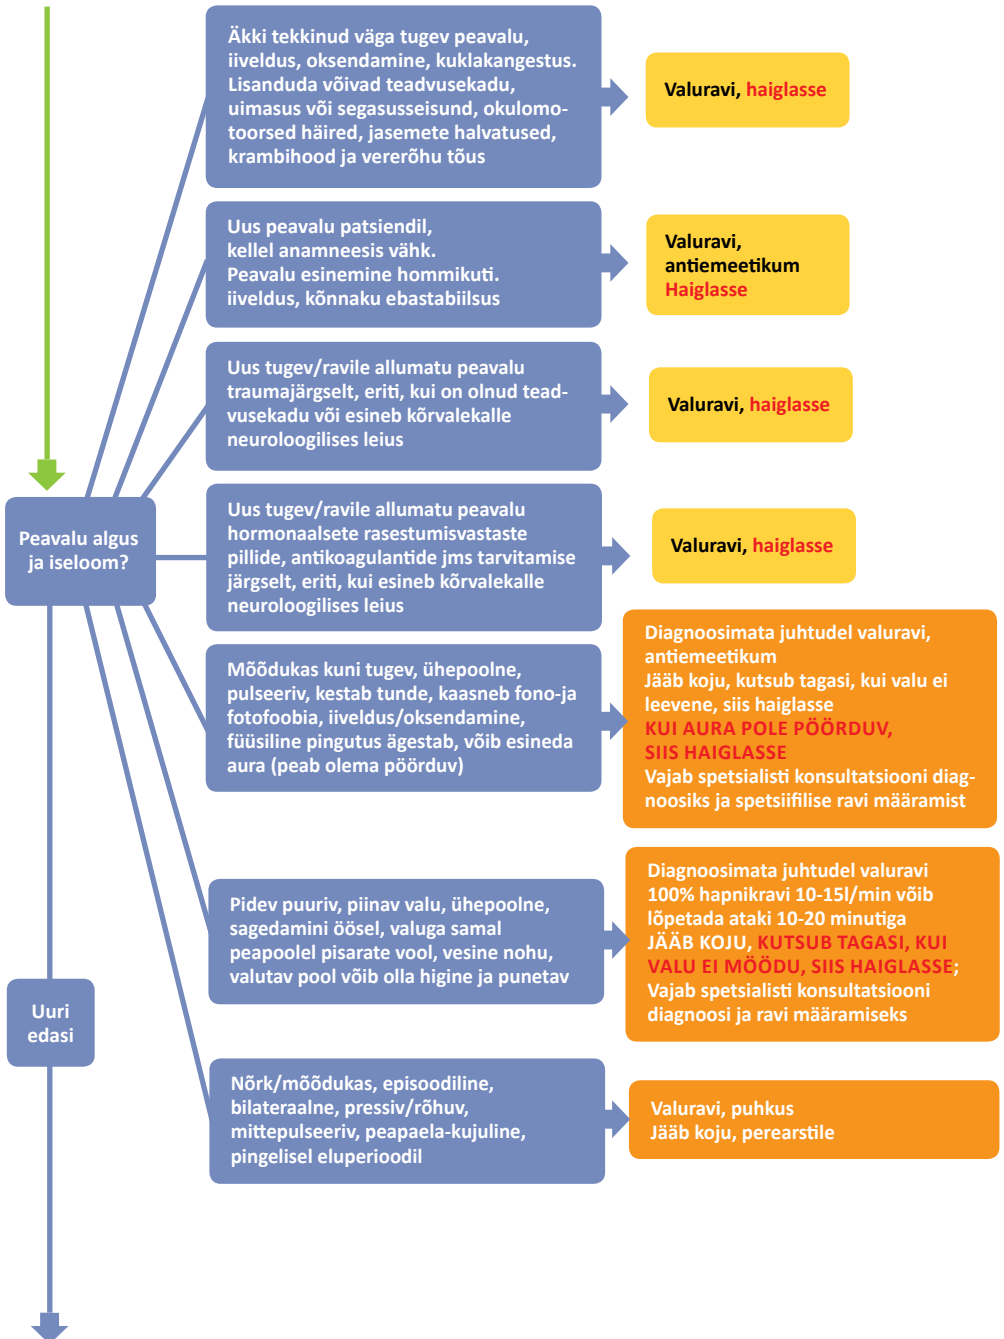 Äkki tekkinud väga tugev peavalu,
iiveldus, oksendamine, kuklakangestus.
Lisanduda võivad teadvusekadu,
uimasus või segasusseisund, okulomo-
toorsed häired, jasemete halvatused,
krambihood ja vererõhu tõus
Valuravi, haiglasse
Uus peavalu patsiendil,
kellel anamneesis vähk.
Peavalu esinemine hommikuti.
iiveldus, kõnnaku ebastabiilsus
Valuravi,
antiemeetikum
Haiglasse
Uus tugev/ravile allumatu peavalu
traumajärgselt, eriti, kui on olnud tead-
vusekadu või esineb kõrvalekalle
neuroloogilises leius
Valuravi, haiglasse
Peavalu algus
ja iseloom?
Uus tugev/ravile allumatu peavalu
hormonaalsete rasestumisvastaste
pillide, antikoagulantide jms tarvitamise
järgselt, eriti, kui esineb kõrvalekalle
neuroloogilises leius
Valuravi, haiglasse
Mõõdukas kuni tugev, ühepoolne,
pulseeriv, kestab tunde, kaasneb fono-ja
fotofoobia, iiveldus/oksendamine,
füüsiline pingutus ägestab, võib esineda
aura (peab olema pöörduv)
Diagnoosimata juhtudel valuravi,
antiemeetikum
Jääb koju, kutsub tagasi, kui valu ei
leevene, siis haiglasse
KUI AURA POLE PÖÖRDUV,
SIIS HAIGLASSE
Vajab spetsialisti konsultatsiooni diag-
noosiks ja spetsiifilise ravi määramist
Pidev puuriv, piinav valu, ühepoolne,
sagedamini öösel, valuga samal
peapoolel pisarate vool, vesine nohu,
valutav pool võib olla higine ja punetav
Diagnoosimata juhtudel valuravi
100% hapnikravi 10-15l/min võib
lõpetada ataki 10-20 minutiga
JÄÄB KOJU, KUTSUB TAGASI, KUI
VALU EI MÖÖDU, SIIS HAIGLASSE;
Vajab spetsialisti konsultatsiooni
diagnoosi ja ravi määramiseks
Uuri
edasi
Nõrk/mõõdukas, episoodiline,
bilateraalne, pressiv/rõhuv,
mittepulseeriv, peapaela-kujuline,
pingelisel eluperioodil
Valuravi, puhkus
Jääb koju, perearstile